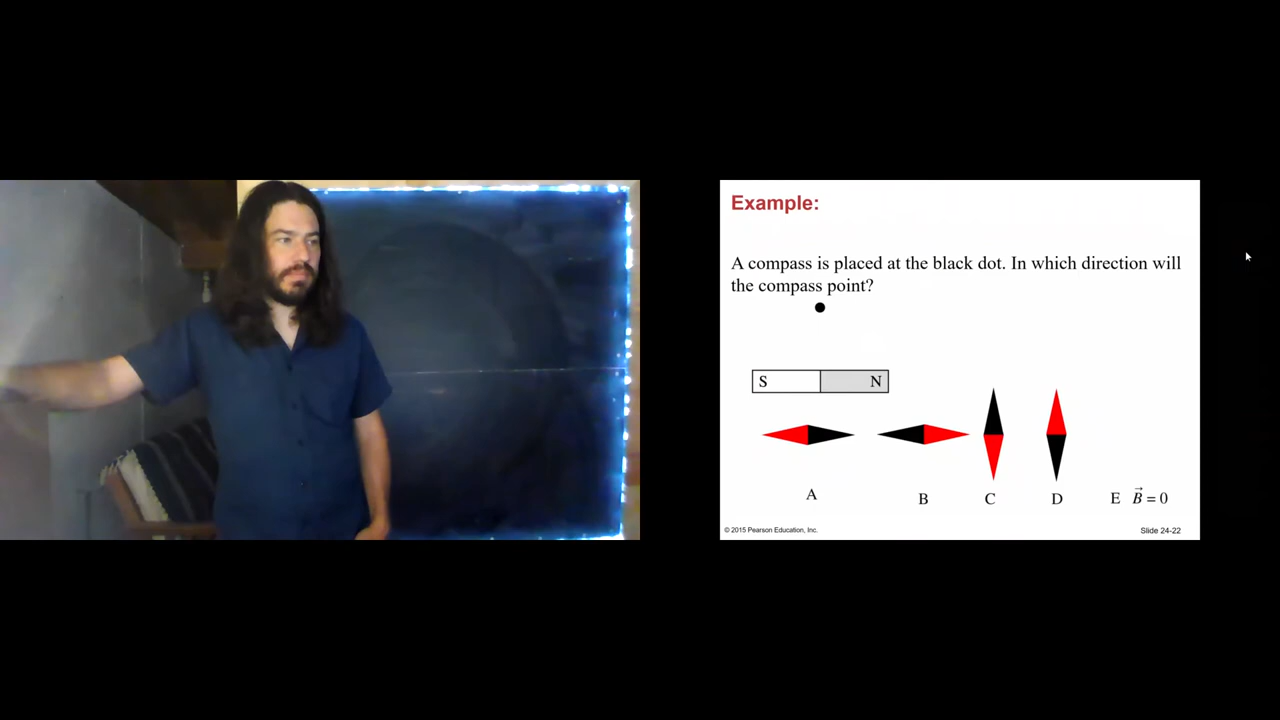 Example:
A compass is placed at the black dot. In which direction will
the compass point?
S N
A B C D E B⃗ = 0
© 2015 Pearson Education, Inc. Slide 24-22